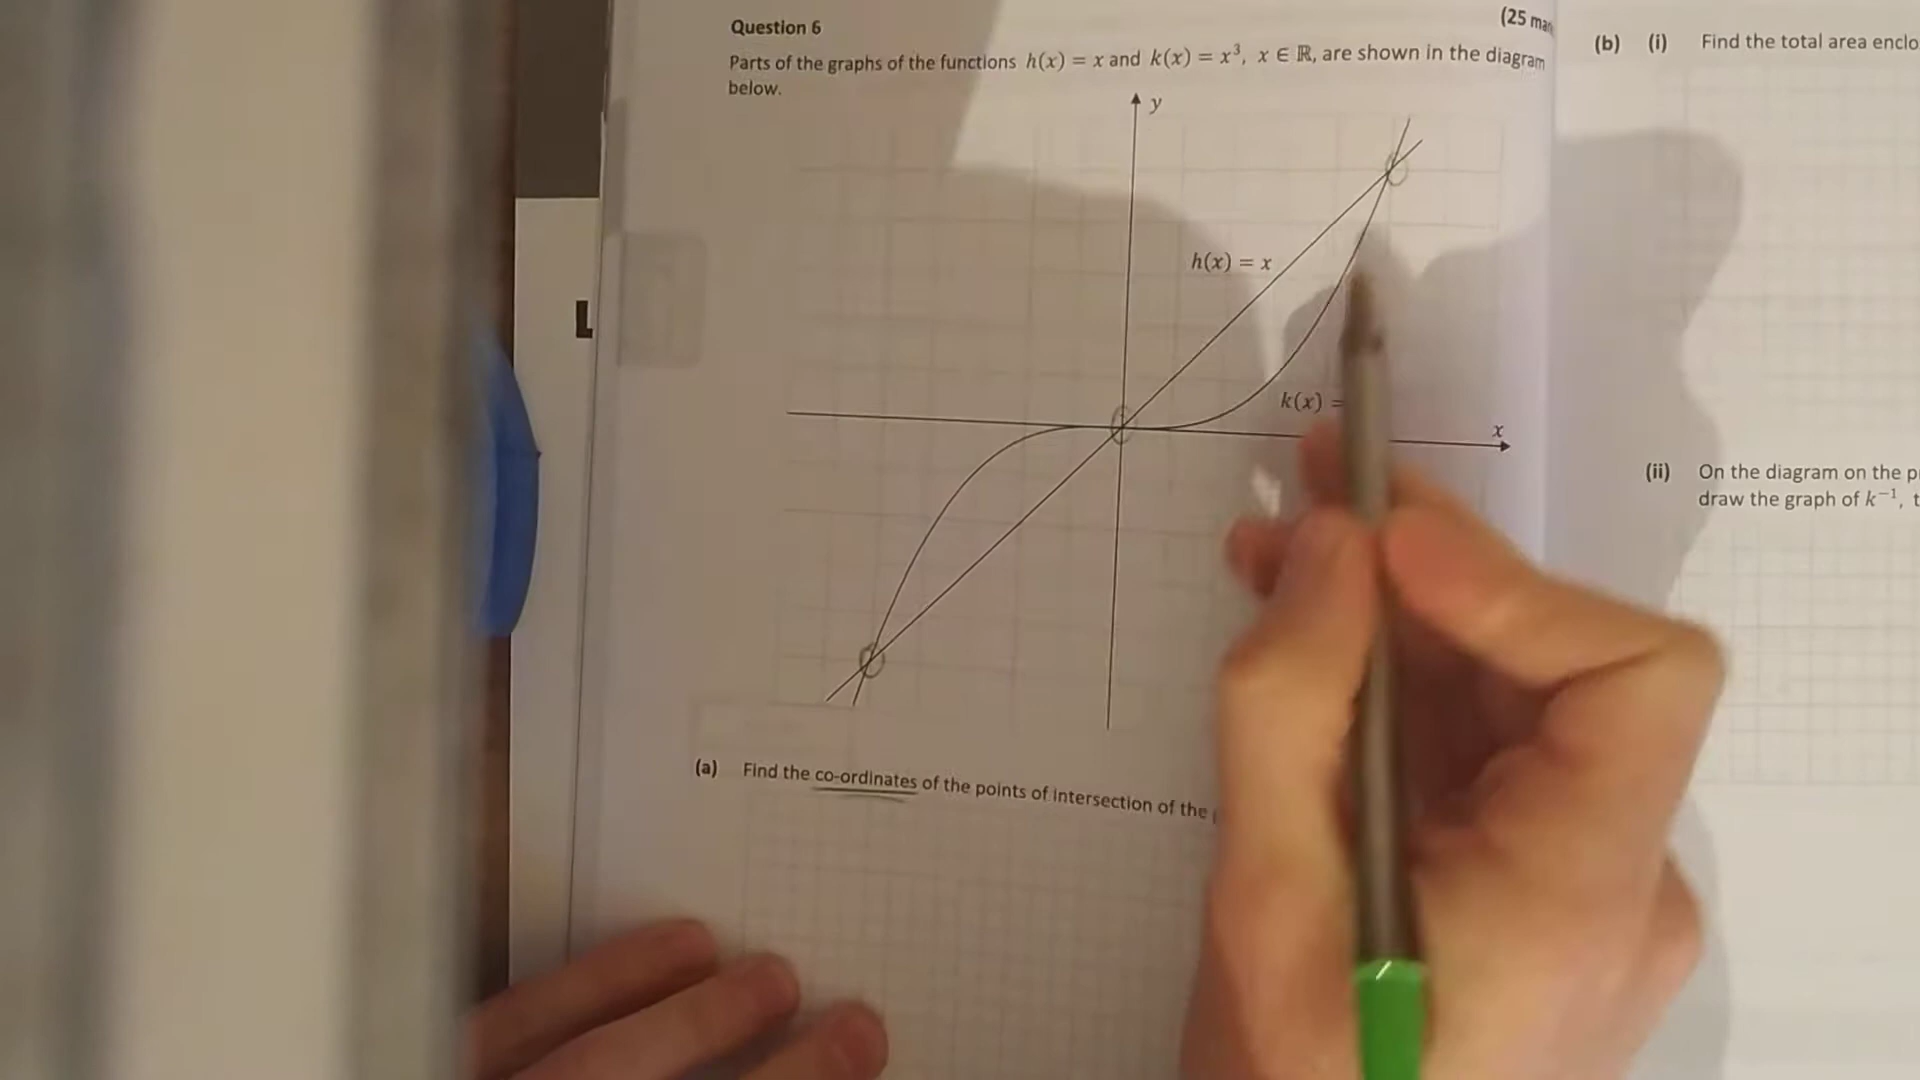 Question 6
(25
Parts of the graphs of the functions h(x) = x and k(x) = x³, x ∈ ℝ, are shown in the diagram
below.
y
h(x) = x
k(x) =
x
(a) Find the co-ordinates of the points of intersection of the
(b) (i) Find the total area
(ii) On the diagram on the
draw the graph of k⁻¹,
L